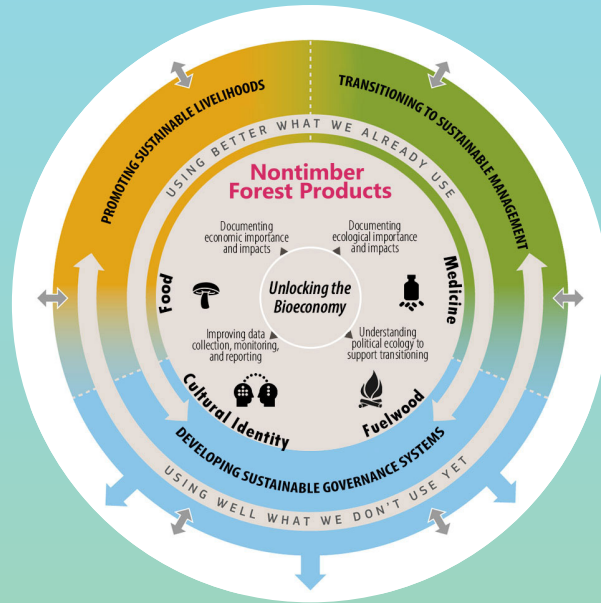 PROMOTING SUSTAINABLE LIVELIHOODS
TRANSITIONING TO SUSTAINABLE MANAGEMENT
USING BETTER WHAT WE ALREADY USE
Nontimber
Forest Products
Documenting
economic importance
and impacts
Documenting
ecological importance
and impacts
Food
Unlocking the
Bioeconomy
Medicine
Improving data
collection, monitoring,
and reporting
Understanding
political ecology to
support transitioning
Cultural Identity
Fuelwood
DEVELOPING SUSTAINABLE GOVERNANCE SYSTEMS
USING WELL WHAT WE DON'T USE YET